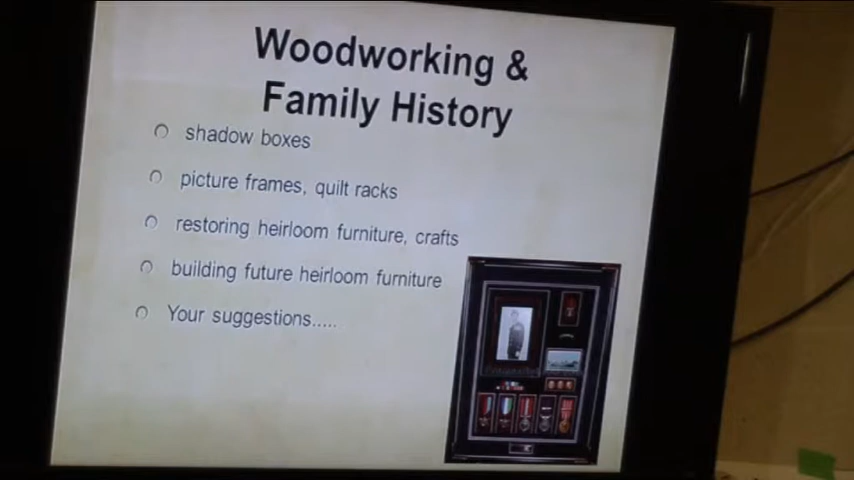 Woodworking &
Family History
shadow boxes
picture frames, quilt racks
restoring heirloom furniture, crafts
building future heirloom furniture
Your suggestions.....